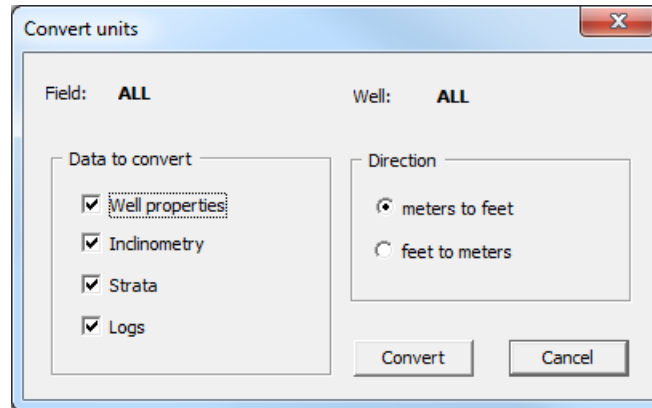 Convert units
Field: ALL Well: ALL
Data to convert
Well properties
Inclinometry
Strata
Logs
Direction
meters to feet
feet to meters
Convert Cancel